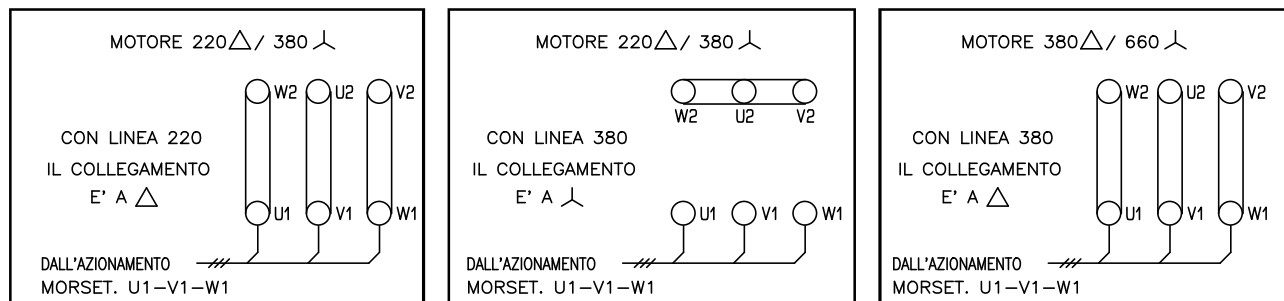 MOTORE 220△/ 380⅄
W2 U2 V2
CON LINEA 220
IL COLLEGAMENTO
E' A △
U1 V1 W1
DALL'AZIONAMENTO
MORSET. U1-V1-W1
MOTORE 220△/ 380⅄
W2 U2 V2
CON LINEA 380
IL COLLEGAMENTO
E' A ⅄
U1 V1 W1
DALL'AZIONAMENTO
MORSET. U1-V1-W1
MOTORE 380△/ 660⅄
W2 U2 V2
CON LINEA 380
IL COLLEGAMENTO
E' A △
U1 V1 W1
DALL'AZIONAMENTO
MORSET. U1-V1-W1